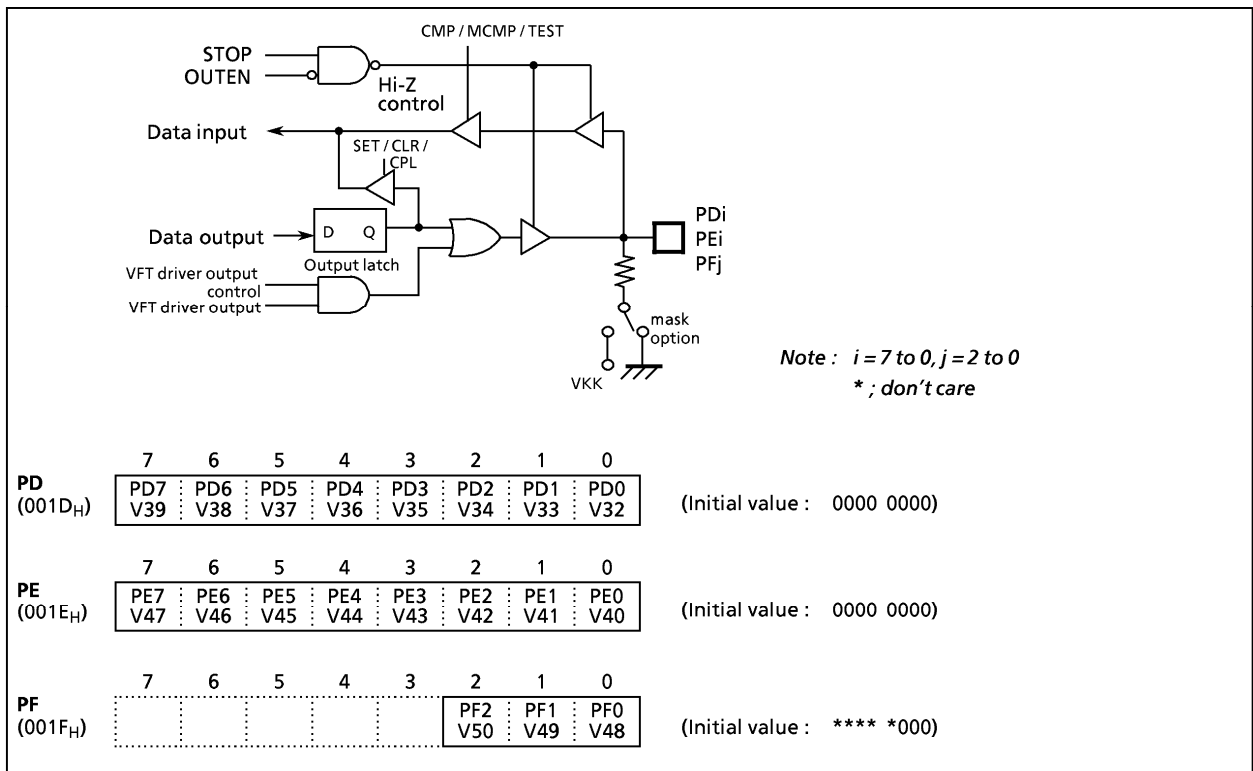 CMP / MCMP / TEST
STOP
OUTEN
Hi-Z
control
Data input
SET / CLR /
CPL
Data output
D Q
Output latch
VFT driver output
control
VFT driver output
PDi
PEi
PFj
mask
option
VKK
Note : i = 7 to 0, j = 2 to 0
* ; don't care
7 6 5 4 3 2 1 0
PD
(001DH)
PD7 PD6 PD5 PD4 PD3 PD2 PD1 PD0
V39 V38 V37 V36 V35 V34 V33 V32
(Initial value : 0000 0000)
7 6 5 4 3 2 1 0
PE
(001EH)
PE7 PE6 PE5 PE4 PE3 PE2 PE1 PE0
V47 V46 V45 V44 V43 V42 V41 V40
(Initial value : 0000 0000)
7 6 5 4 3 2 1 0
PF
(001FH)
PF2 PF1 PF0
V50 V49 V48
(Initial value : **** *000)